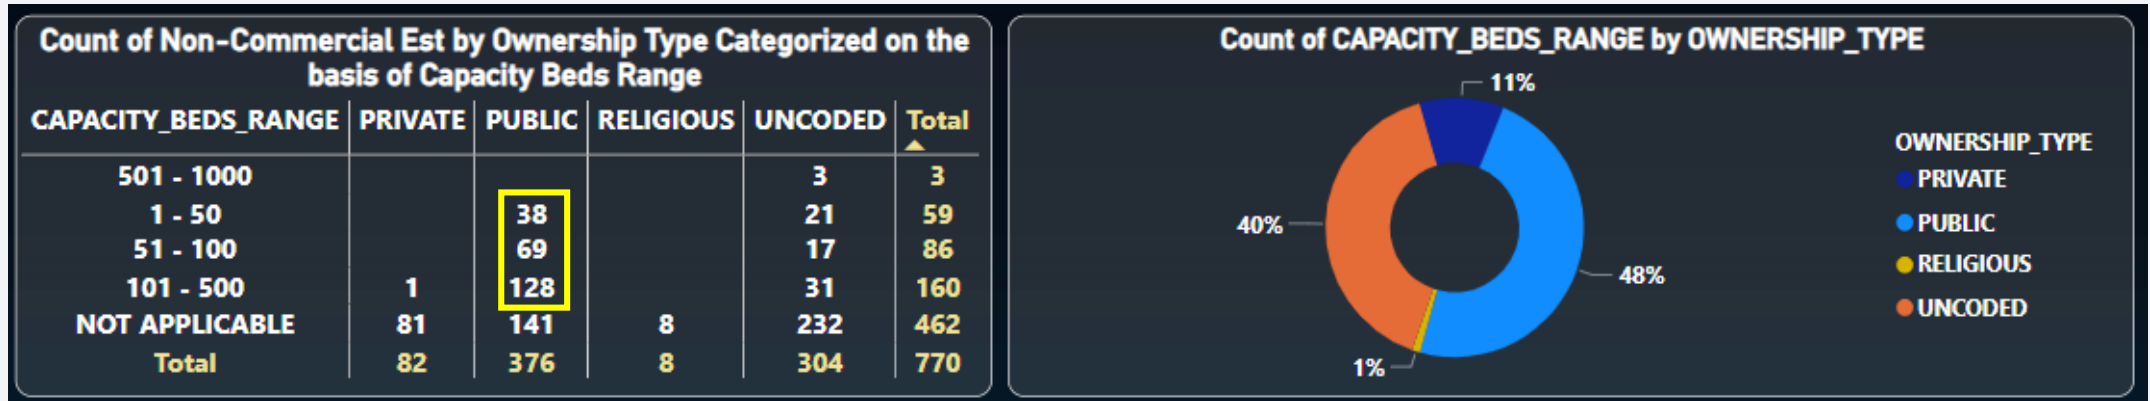 Count of Non-Commercial Est by Ownership Type Categorized on the
basis of Capacity Beds Range
CAPACITY_BEDS_RANGE PRIVATE PUBLIC RELIGIOUS UNCODED Total
501 - 1000 3 3
1 - 50 38 21 59
51 - 100 69 17 86
101 - 500 1 128 31 160
NOT APPLICABLE 81 141 8 232 462
Total 82 376 8 304 770
Count of CAPACITY_BEDS_RANGE by OWNERSHIP_TYPE
11%
40%
48%
1%
OWNERSHIP_TYPE
PRIVATE
PUBLIC
RELIGIOUS
UNCODED